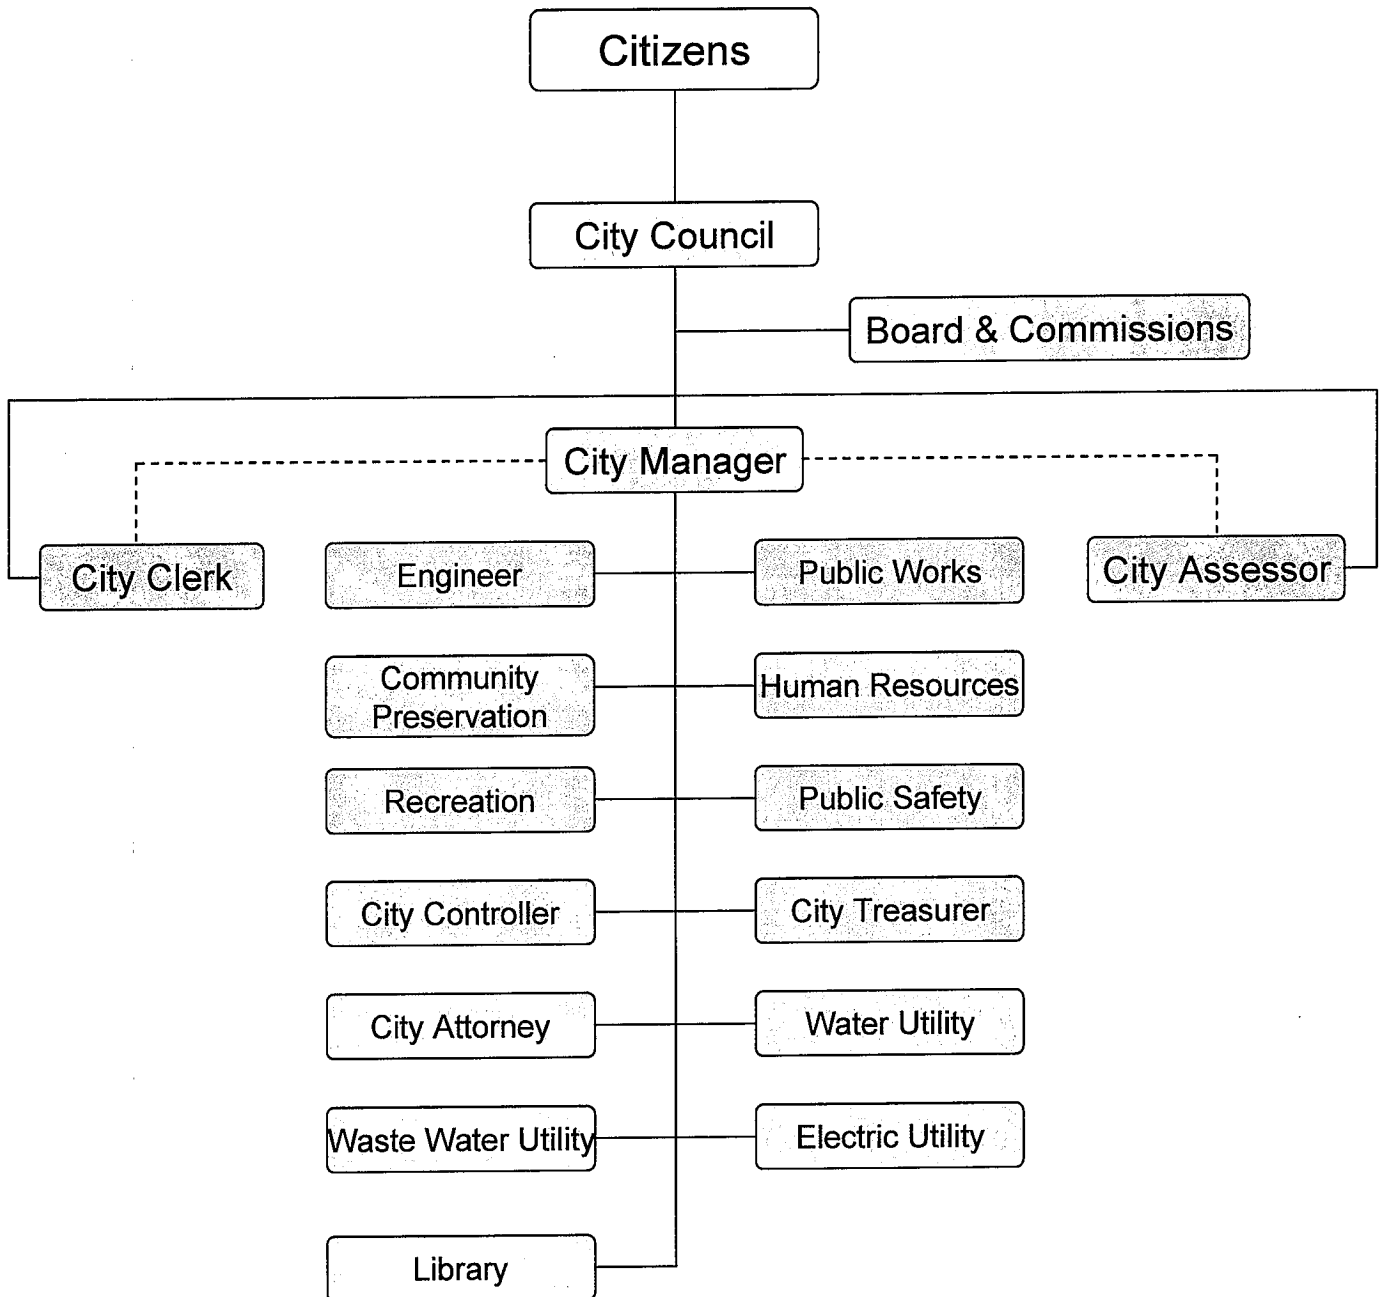 Citizens
City Council
Board & Commissions
City Manager
City Clerk
Engineer
Public Works
City Assessor
Community
Preservation
Human Resources
Recreation
Public Safety
City Controller
City Treasurer
City Attorney
Water Utility
Waste Water Utility
Electric Utility
Library